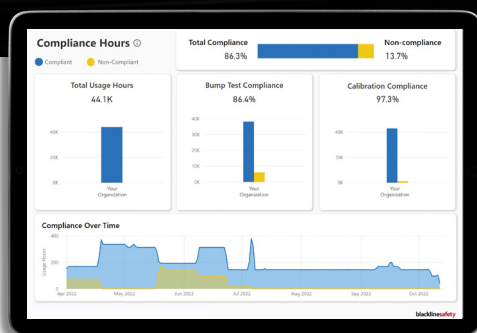 Compliance Hours ⓘ
Compliant Non-Compliant
Total Compliance
86.3%
Non-compliance
13.7%
Total Usage Hours
44.1K
40K
20K
0K
Your
Organization
Bump Test Compliance
86.4%
40K
30K
20K
10K
0K
Your
Organization
Calibration Compliance
97.3%
40K
0K
Your
Organization
Compliance Over Time
Usage Hours
400
200
0
Apr 2022 May 2022 Jun 2022 Jul 2022 Aug 2022 Sep 2022 Oct 2022
blacklinesafety